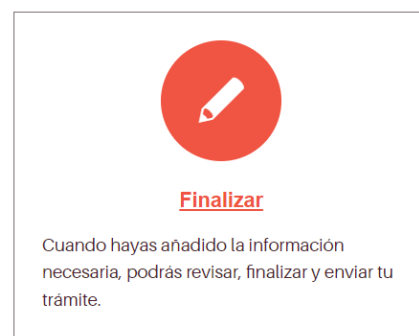 Finalizar
Cuando hayas añadido la información
necesaria, podrás revisar, finalizar y enviar tu
trámite.